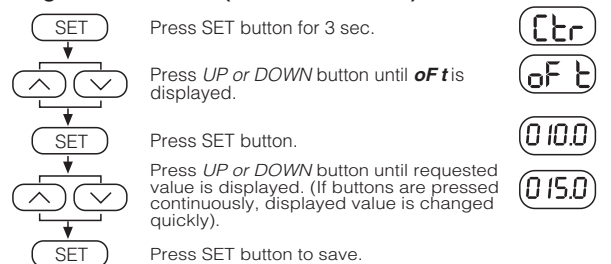 SET Press SET button for 3 sec. Ctr
Press UP or DOWN button until oF t is
displayed.
oF t
SET Press SET button. 010.0
Press UP or DOWN button until requested
value is displayed. (If buttons are pressed
continuously, displayed value is changed
quickly).
015.0
SET Press SET button to save.